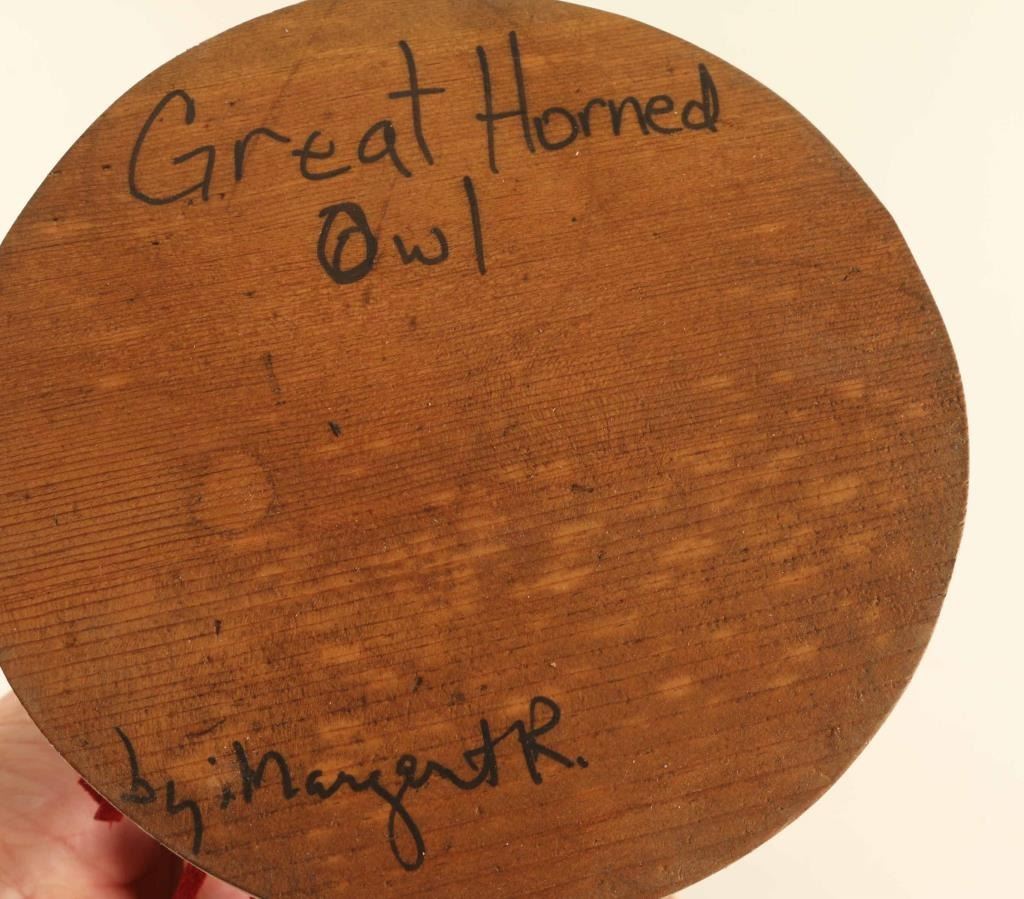 Great Horned
Owl
by: Margaret R.